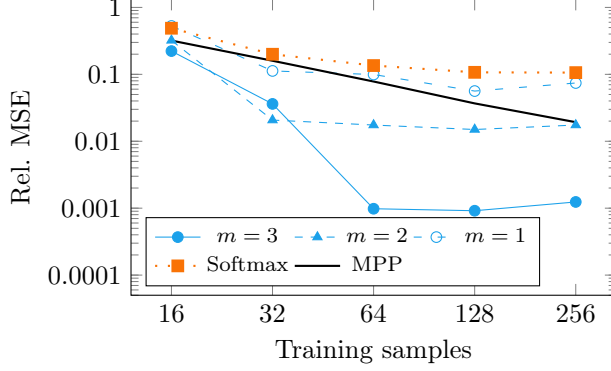 1
0.1
0.01
0.001
0.0001
Rel. MSE
m = 3 m = 2 m = 1
Softmax MPP
16 32 64 128 256
Training samples